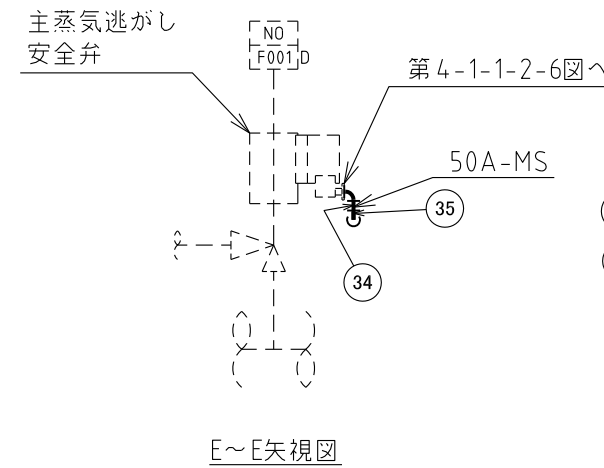 主蒸気逃がし
安全弁
NO
F001D
第4-1-1-2-6図へ
50A-MS
35
34
E～E矢視図